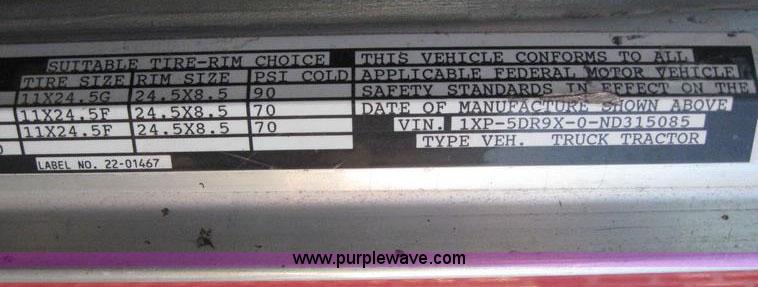 SUITABLE TIRE-RIM CHOICE
TIRE SIZE RIM SIZE PSI COLD
11X24.5G 24.5X8.5 90
11X24.5F 24.5X8.5 70
11X24.5F 24.5X8.5 70
LABEL NO. 22-01467
THIS VEHICLE CONFORMS TO ALL
APPLICABLE FEDERAL MOTOR VEHICLE
SAFETY STANDARDS IN EFFECT ON THE
DATE OF MANUFACTURE SHOWN ABOVE
VIN. 1XP-5DR9X-0-ND315085
TYPE VEH. TRUCK TRACTOR
www.purplewave.com